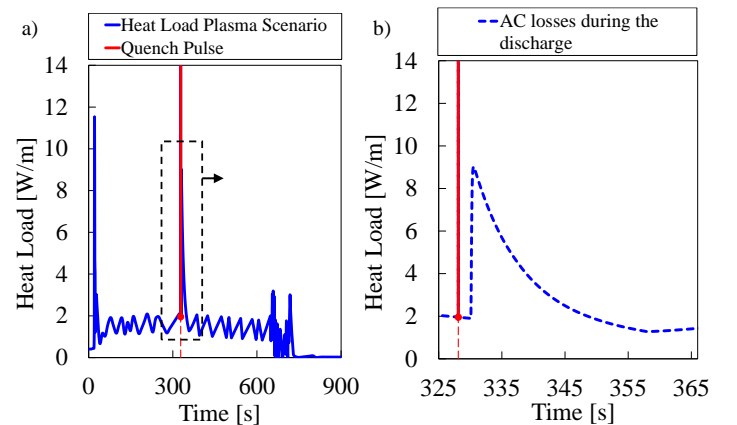 a)
Heat Load Plasma Scenario
Quench Pulse
14
12
10
8
6
4
2
0
Heat Load [W/m]
0
300
600
900
Time [s]
b)
AC losses during the
discharge
14
12
10
8
6
4
2
0
Heat Load [W/m]
325
335
345
355
365
Time [s]